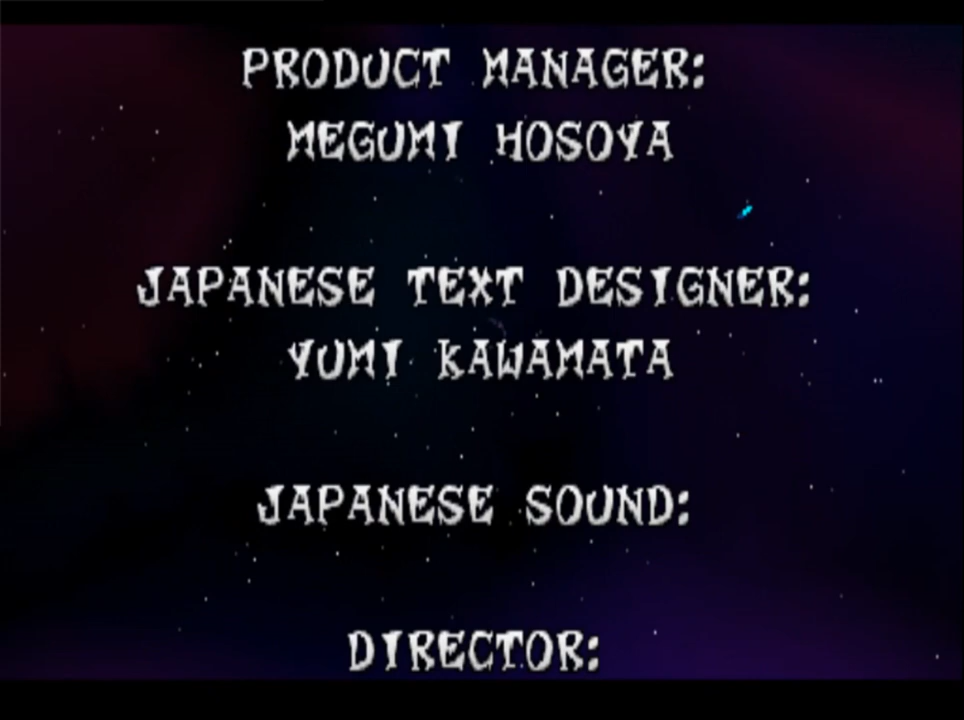 PRODUCT MANAGER:
MEGUMI HOSOYA
JAPANESE TEXT DESIGNER:
YUMI KAWAMATA
JAPANESE SOUND:
DIRECTOR: